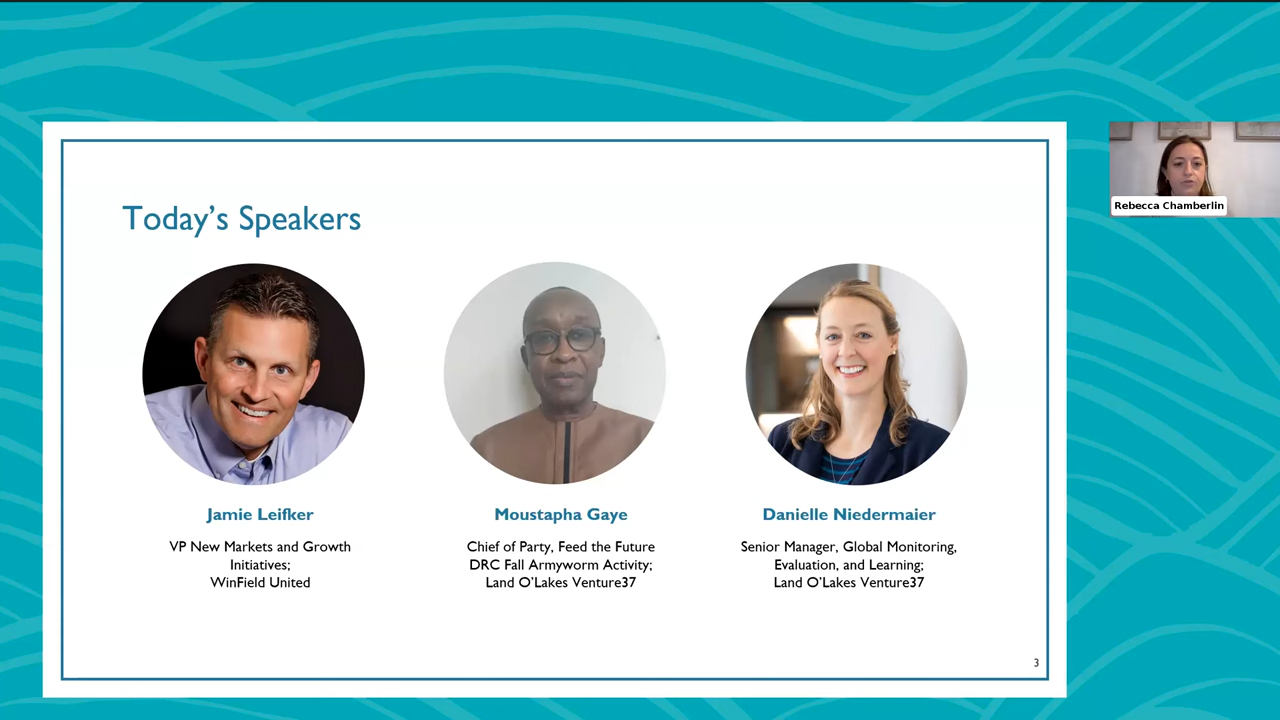 Today's Speakers
Jamie Leifker
VP New Markets and Growth
Initiatives;
WinField United
Moustapha Gaye
Chief of Party, Feed the Future
DRC Fall Armyworm Activity;
Land O'Lakes Venture37
Danielle Niedermaier
Senior Manager, Global Monitoring,
Evaluation, and Learning;
Land O'Lakes Venture37
3
Rebecca Chamberlin